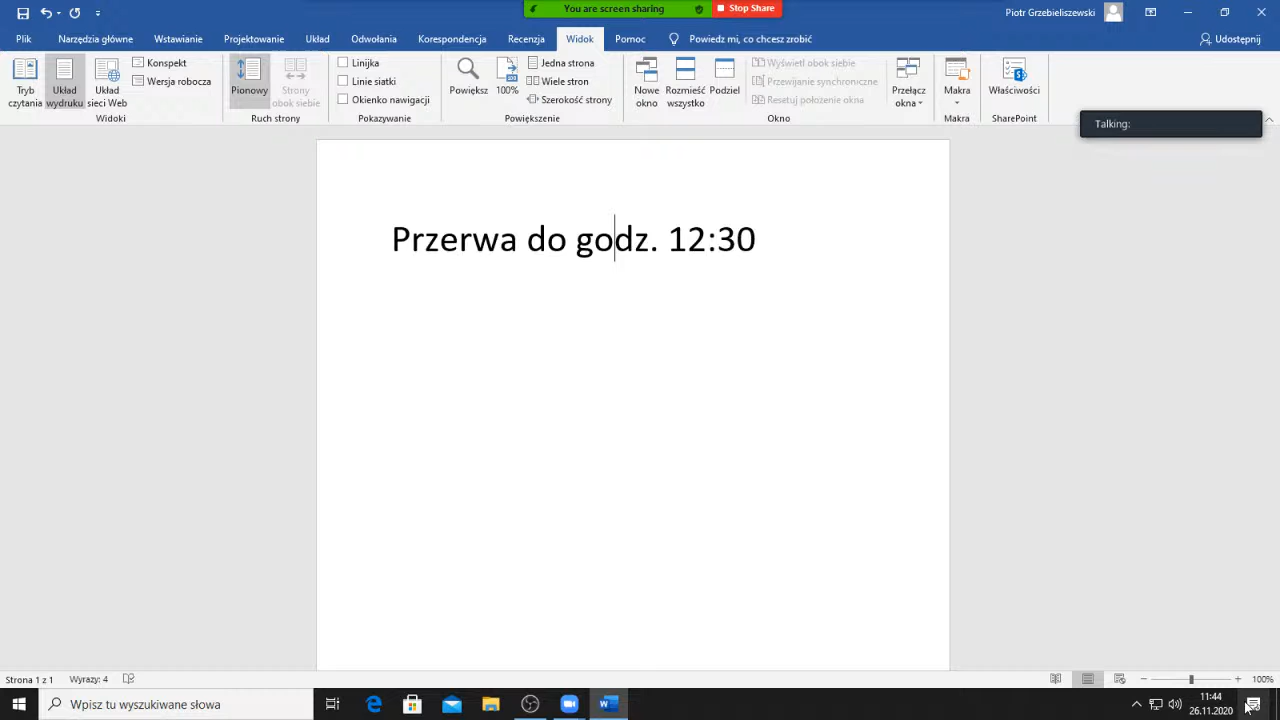 You are screen sharing
Stop Share
Piotr Grzebieliszewski
Plik Narzędzia główne Wstawianie Projektowanie Układ Odwołania Korespondencja Recenzja Widok Pomoc Powiedz mi, co chcesz zrobić Udostępnij
Tryb czytania
Układ wydruku
Układ sieci Web
Konspekt
Wersja robocza
Widoki
Pionowy
Strony obok siebie
Ruch strony
Linijka
Linie siatki
Okienko nawigacji
Pokazywanie
Powiększ
100%
Jedna strona
Wiele stron
Szerokość strony
Powiększenie
Nowe okno
Rozmieść wszystko
Podziel
Wyświetl obok siebie
Przewijanie synchroniczne
Resetuj położenie okna
Okno
Przełącz okna
Makra
Makra
Właściwości
SharePoint
Talking:
Przerwa do godz. 12:30
Strona 1 z 1 Wyrazy: 4
100%
Wpisz tu wyszukiwane słowa
11:44
26.11.2020